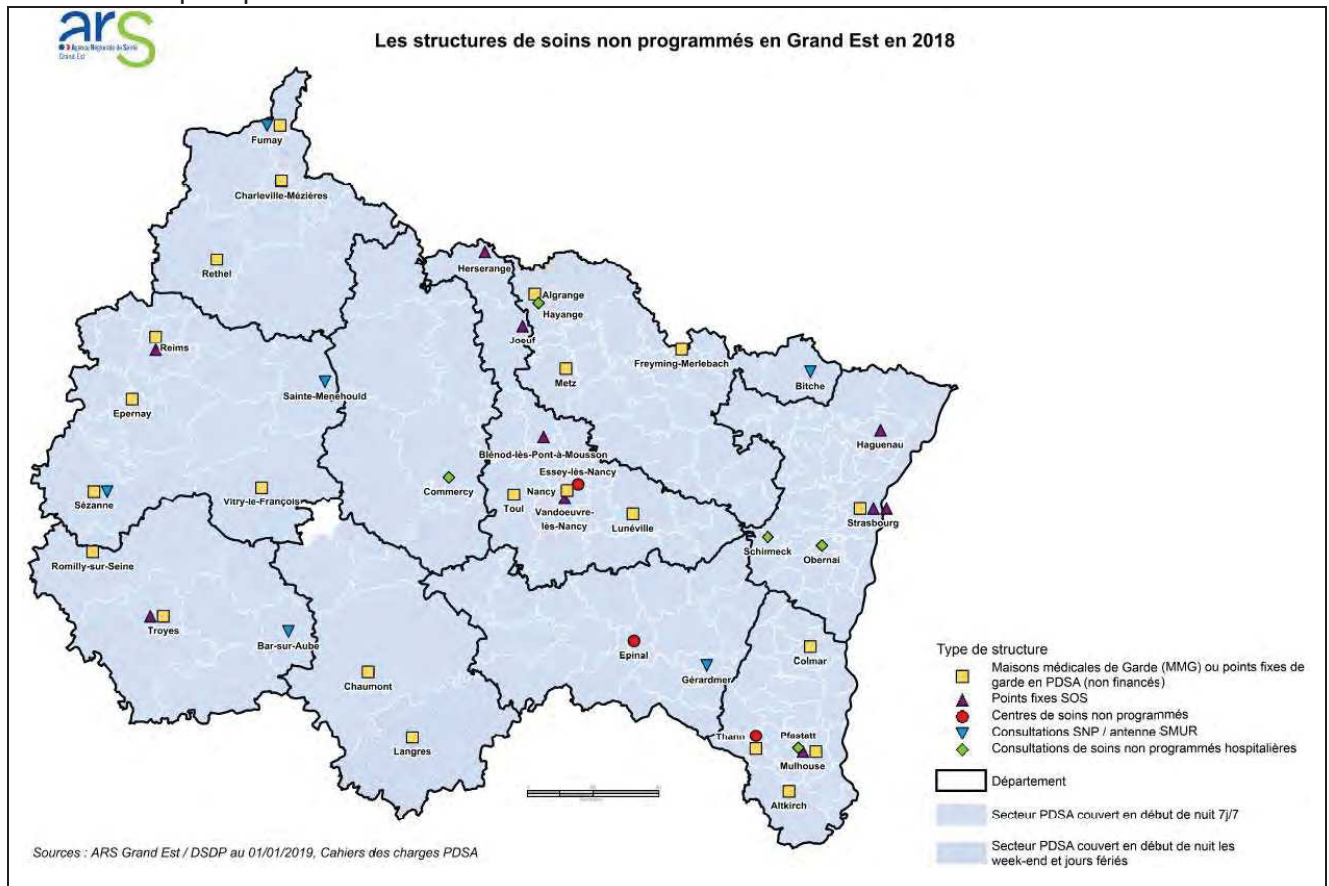 ars
Agence Régionale de Santé
Grand Est
Les structures de soins non programmés en Grand Est en 2018
Fumay
Charleville-Mézières
Rethel
Herserange
Algrange
Hayange
Joeuf
Reims
Freyming-Merlebach
Metz
Bitche
Sainte-Menehould
Epernay
Haguenau
Blénod-lès-Pont-à-Mousson
Essey-lès-Nancy
Commercy
Nancy
Sézanne
Vitry-le-François
Toul
Vandoeuvre-
lès-Nancy
Lunéville
Strasbourg
Schirmeck
Obernai
Romilly-sur-Seine
Troyes
Bar-sur-Aube
Epinal
Gérardmer
Colmar
Chaumont
Langres
Thann
Pfastatt
Mulhouse
Altkirch
Type de structure
Maisons médicales de Garde (MMG) ou points fixes de
garde en PDSA (non financés)
Points fixes SOS
Centres de soins non programmés
Consultations SNP / antenne SMUR
Consultations de soins non programmés hospitalières
Département
Secteur PDSA couvert en début de nuit 7j/7
Secteur PDSA couvert en début de nuit les
week-end et jours fériés
Sources : ARS Grand Est / DSDP au 01/01/2019, Cahiers des charges PDSA